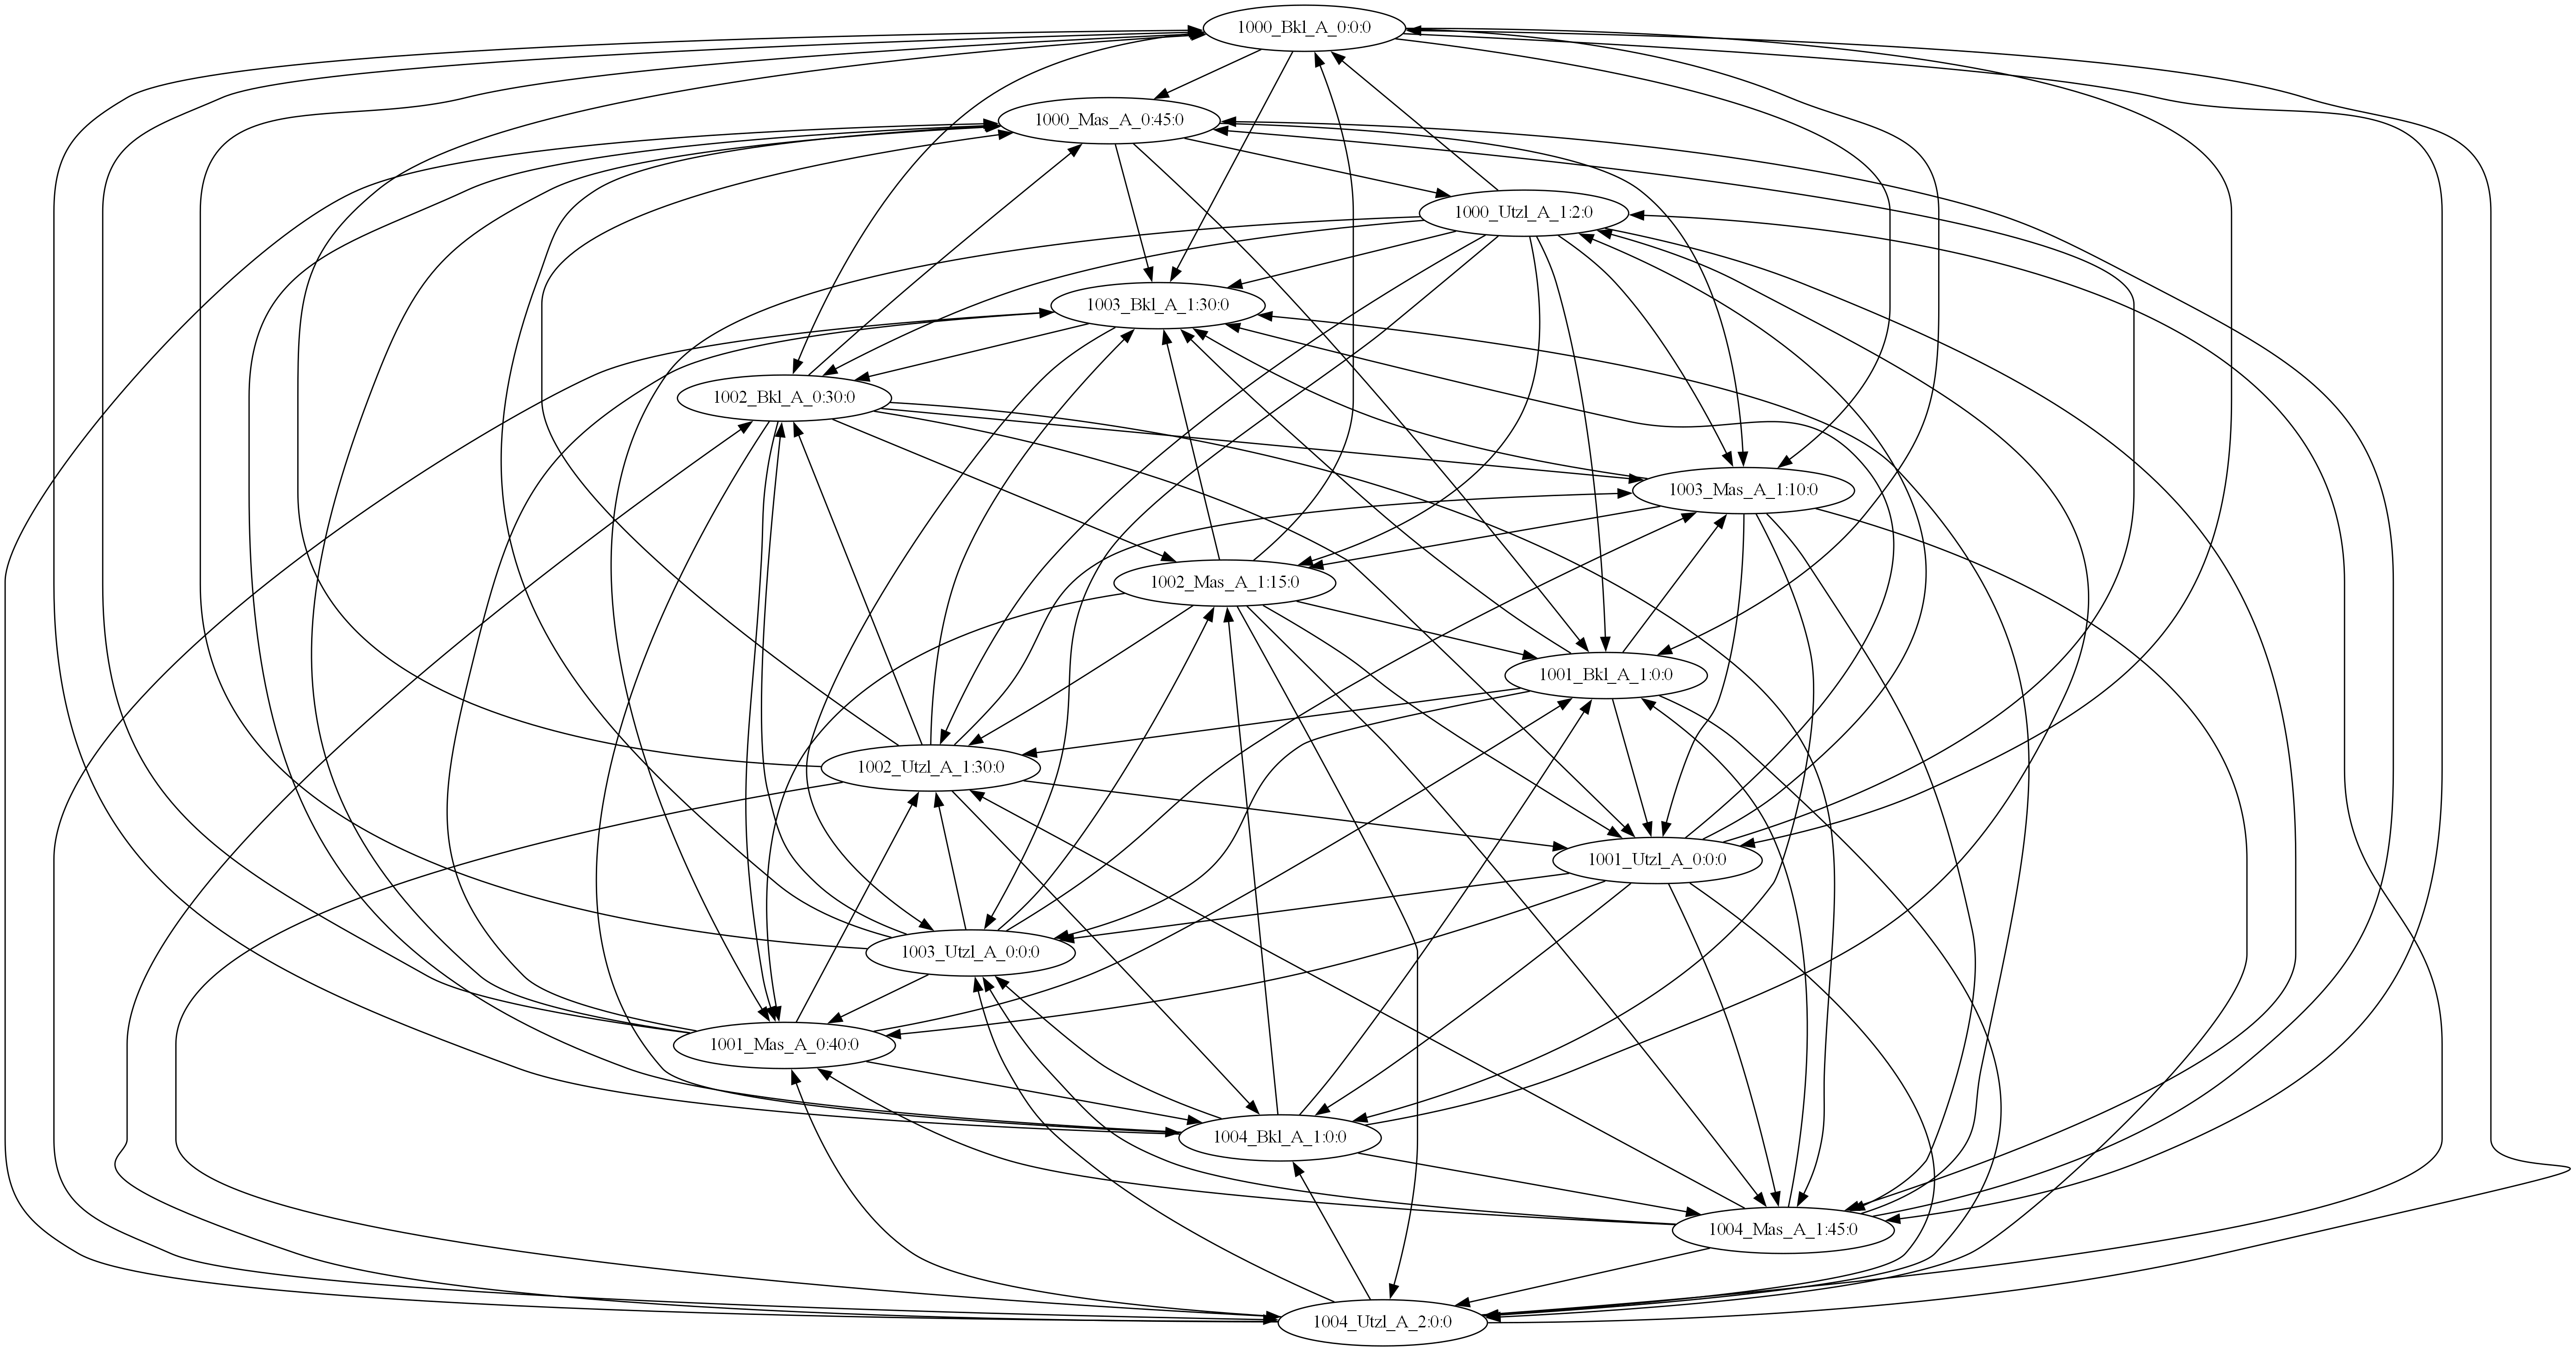 1000_Bkl_A_0:0:0
1000_Mas_A_0:45:0
1000_Utzl_A_1:2:0
1003_Bkl_A_1:30:0
1002_Bkl_A_0:30:0
1003_Mas_A_1:10:0
1002_Mas_A_1:15:0
1001_Bkl_A_1:0:0
1002_Utzl_A_1:30:0
1001_Utzl_A_0:0:0
1003_Utzl_A_0:0:0
1001_Mas_A_0:40:0
1004_Bkl_A_1:0:0
1004_Mas_A_1:45:0
1004_Utzl_A_2:0:0